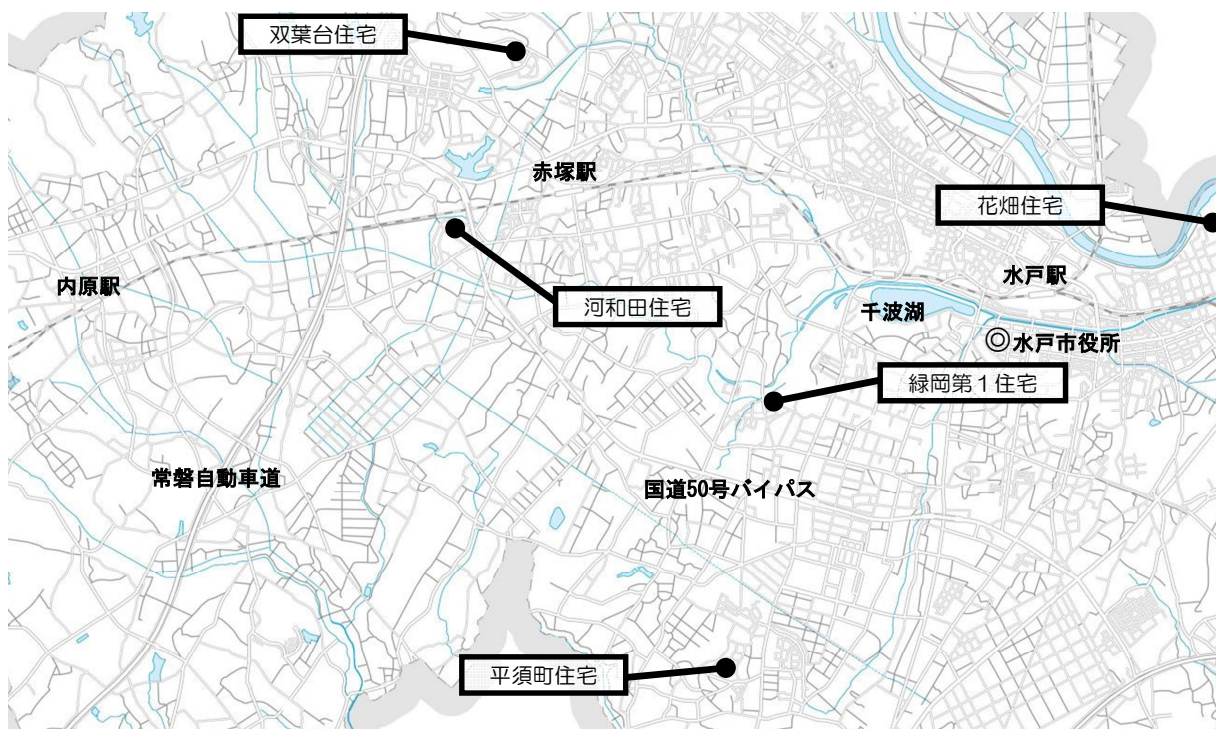 双葉台住宅
赤塚駅
花畑住宅
水戸駅
内原駅
河和田住宅
千波湖
◎水戸市役所
緑岡第1住宅
常磐自動車道
国道50号バイパス
平須町住宅